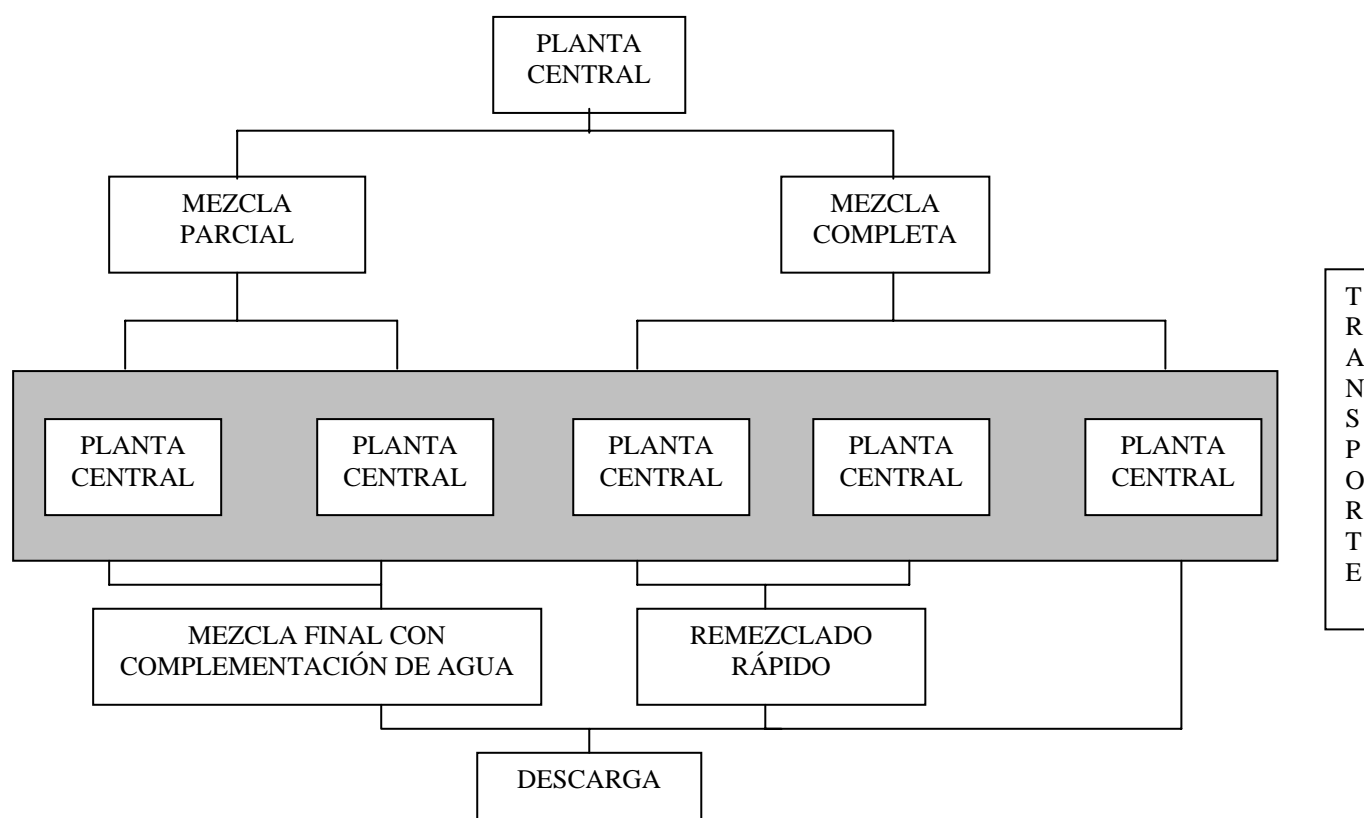 PLANTA
CENTRAL
MEZCLA
PARCIAL
MEZCLA
COMPLETA
T
R
A
N
S
P
O
R
T
E
PLANTA
CENTRAL
PLANTA
CENTRAL
PLANTA
CENTRAL
PLANTA
CENTRAL
PLANTA
CENTRAL
MEZCLA FINAL CON
COMPLEMENTACIÓN DE AGUA
REMEZCLADO
RÁPIDO
DESCARGA